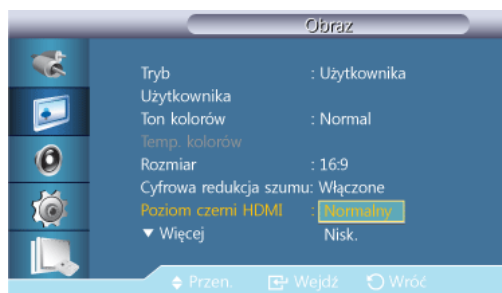 Obraz
Tryb : Użytkownika
Użytkownika
Ton kolorów : Normal
Temp. kolorów
Rozmiar : 16:9
Cyfrowa redukcja szumu: Włączone
Poziom czerni HDMI : Normalny
▼ Więcej Nisk.
Przen. Wejdź Wróć